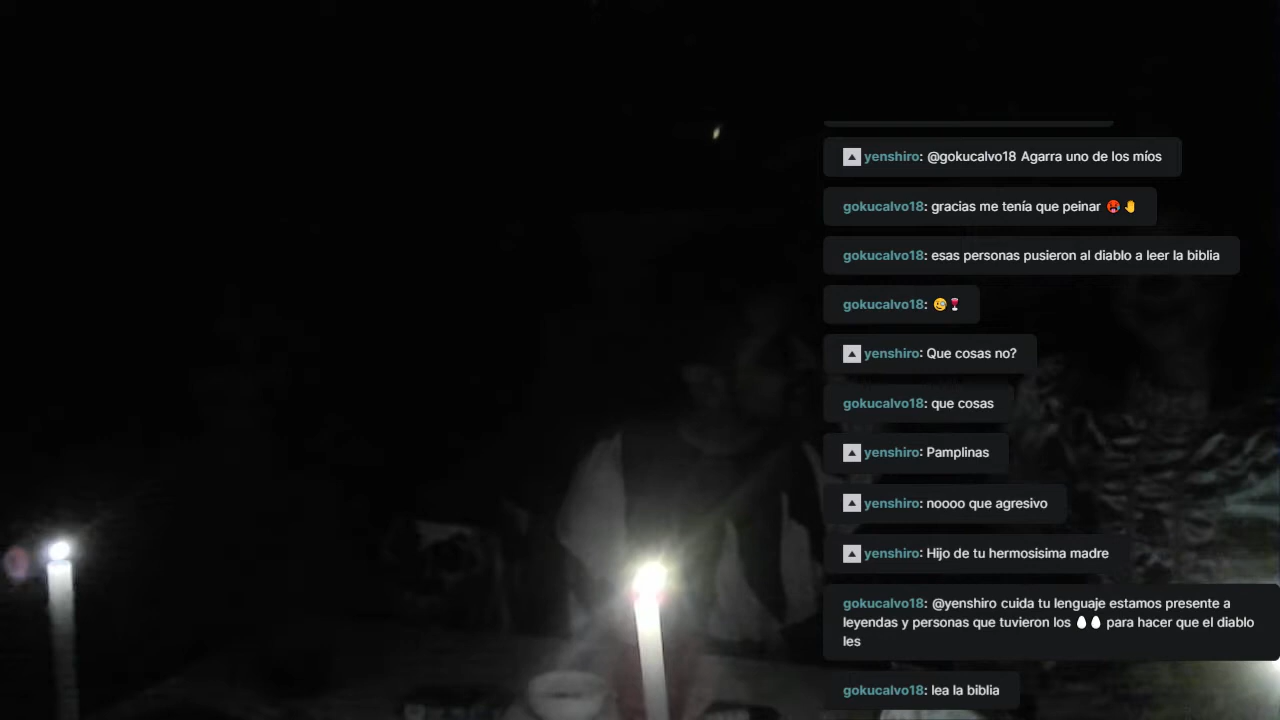 yenshiro: @gokucalvo18 Agarra uno de los míos
gokucalvo18: gracias me tenía que peinar 🥵🤚
gokucalvo18: esas personas pusieron al diablo a leer la biblia
gokucalvo18: 🧐🍷
yenshiro: Que cosas no?
gokucalvo18: que cosas
yenshiro: Pamplinas
yenshiro: noooo que agresivo
yenshiro: Hijo de tu hermosisima madre
gokucalvo18: @yenshiro cuida tu lenguaje estamos presente a
leyendas y personas que tuvieron los 🥚🥚 para hacer que el diablo
les
gokucalvo18: lea la biblia